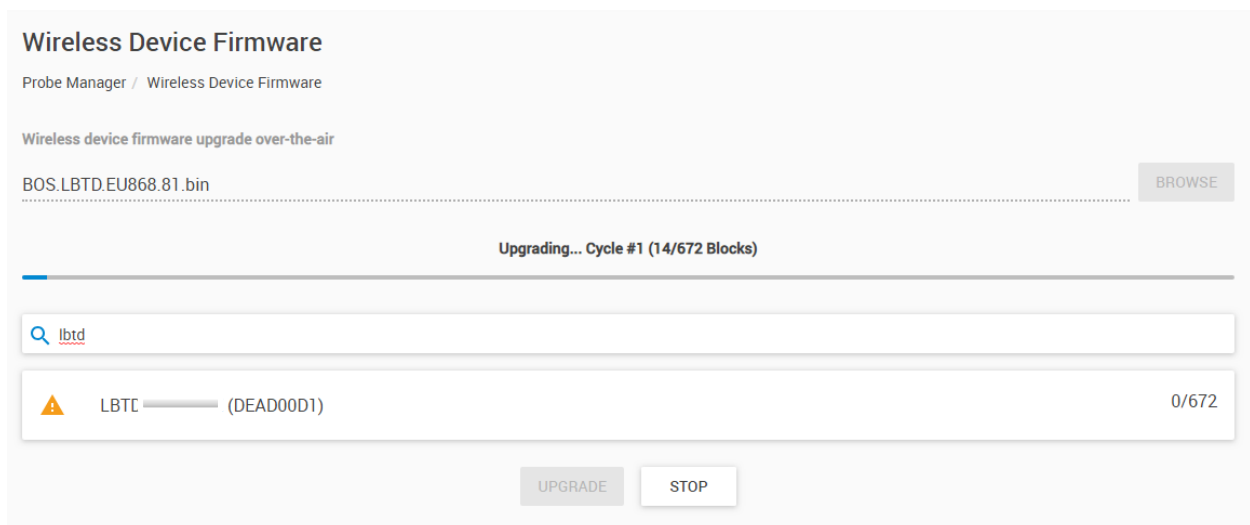 Wireless Device Firmware
Probe Manager / Wireless Device Firmware
Wireless device firmware upgrade over-the-air
BOS.LBTD.EU868.81.bin
BROWSE
Upgrading... Cycle #1 (14/672 Blocks)
lbtd
LBTD (DEAD00D1)
0/672
UPGRADE
STOP